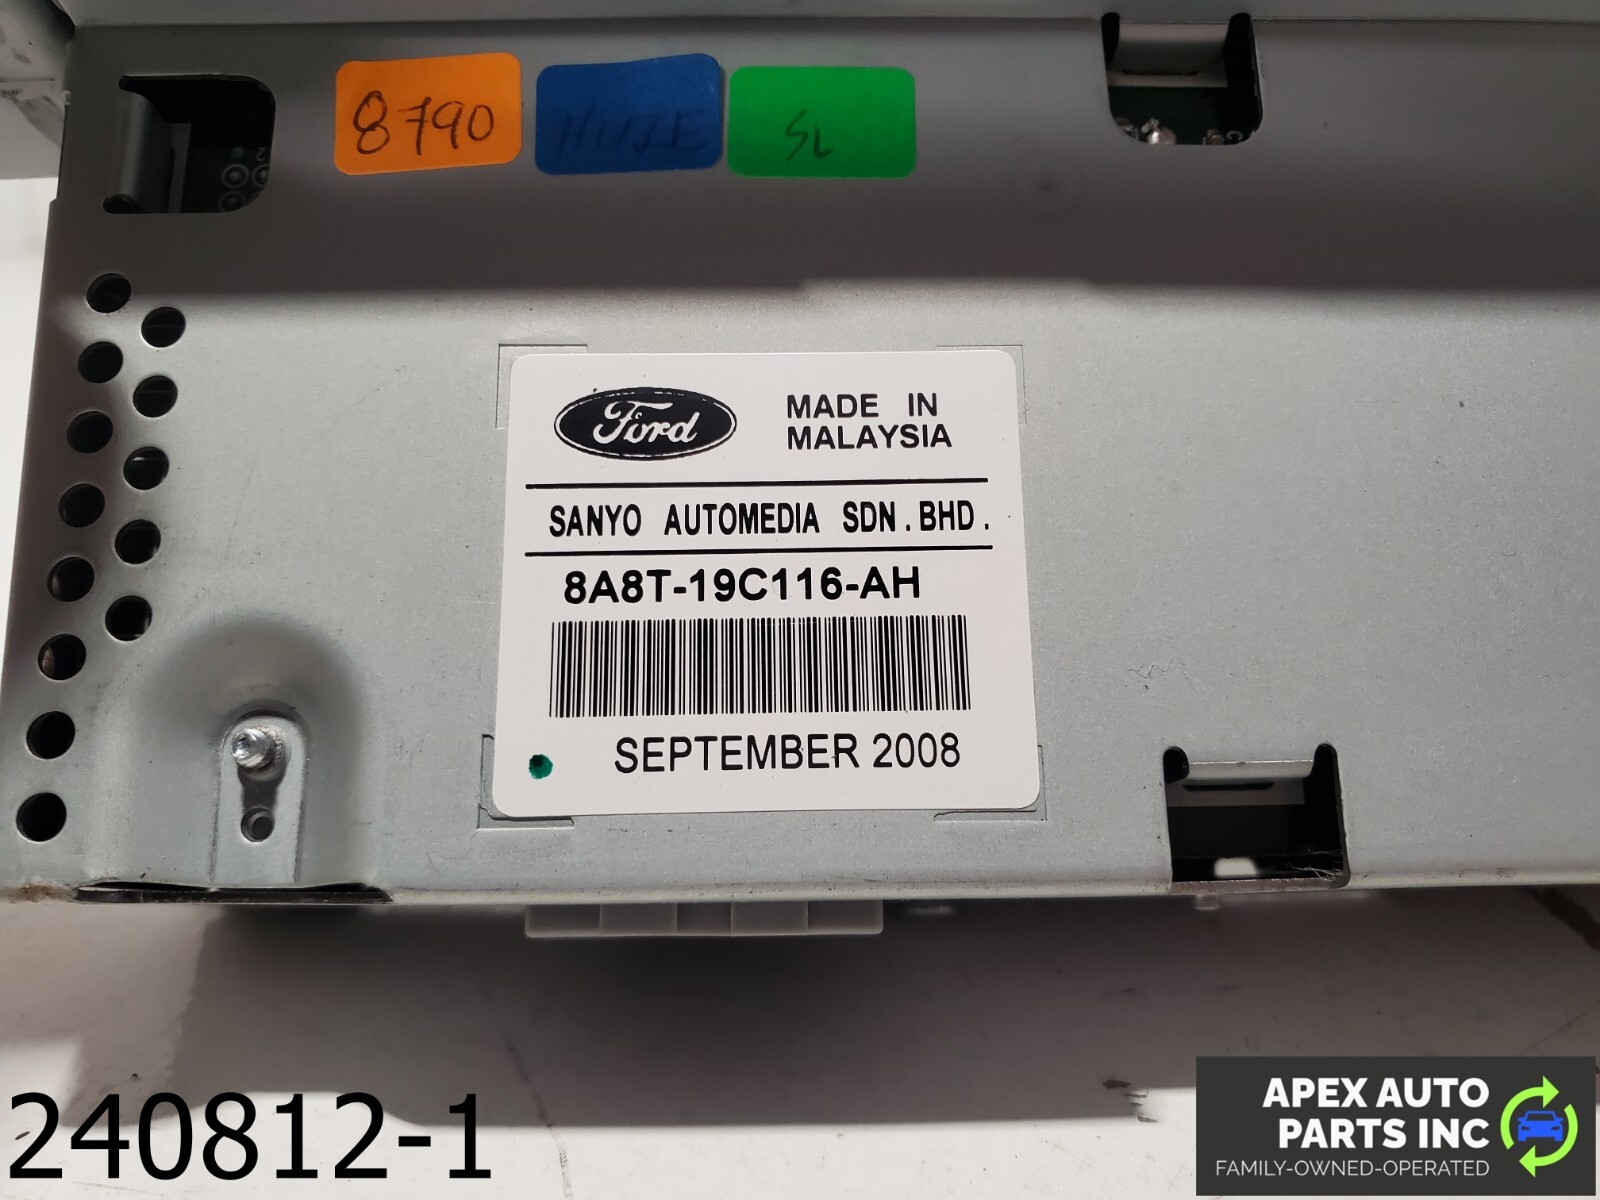 8790
HUIE
SL
Ford
MADE IN
MALAYSIA
SANYO AUTOMEDIA SDN.BHD.
8A8T-19C116-AH
SEPTEMBER 2008
240812-1
APEX AUTO
PARTS INC
FAMILY-OWNED-OPERATED